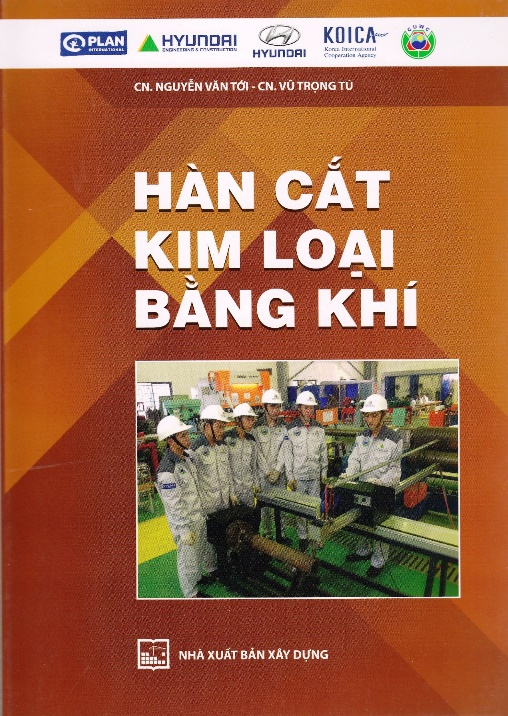 PLAN
INTERNATIONAL
HYUNDAI
ENGINEERING & CONSTRUCTION
HYUNDAI
KOICA
Korea International
Cooperation Agency
CN. NGUYỄN VĂN TỚI - CN. VŨ TRỌNG TÚ
HÀN CẮT
KIM LOẠI
BẰNG KHÍ
NHÀ XUẤT BẢN XÂY DỰNG